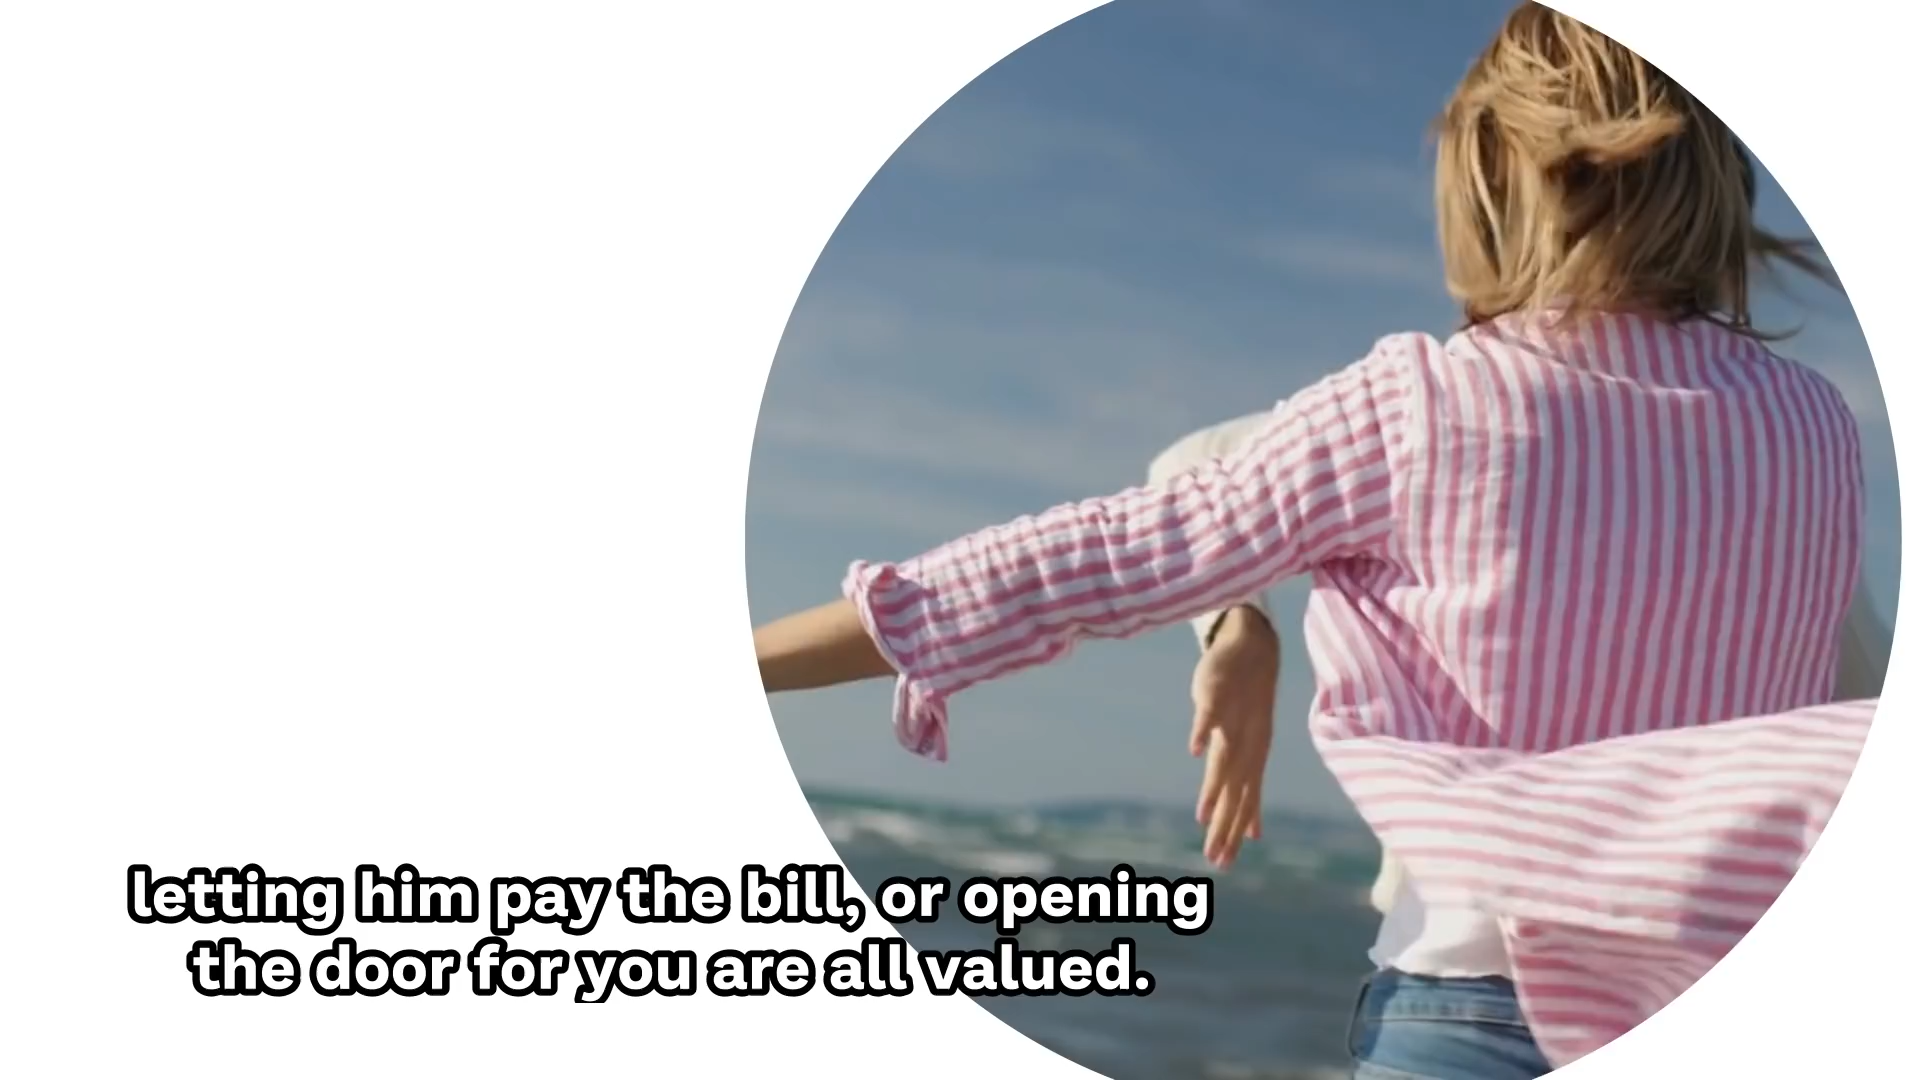 letting him pay the bill, or opening
the door for you are all valued.